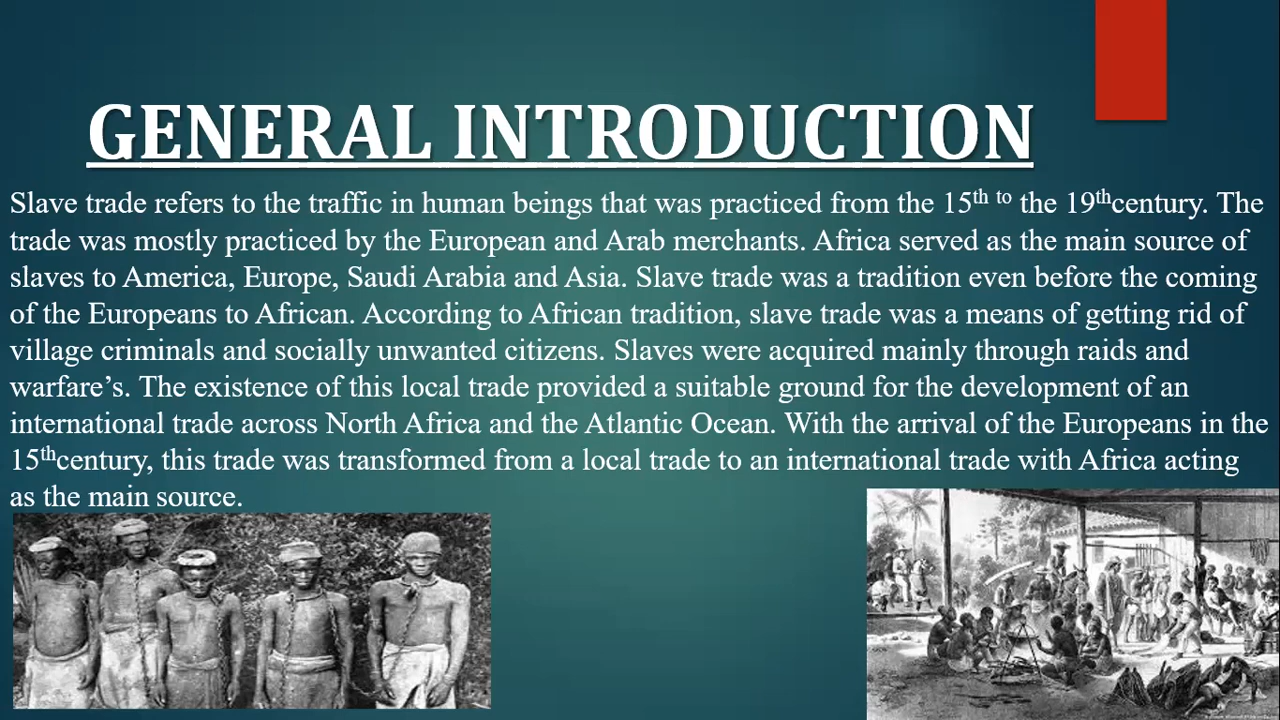 GENERAL INTRODUCTION
Slave trade refers to the traffic in human beings that was practiced from the 15th to the 19thcentury. The
trade was mostly practiced by the European and Arab merchants. Africa served as the main source of
slaves to America, Europe, Saudi Arabia and Asia. Slave trade was a tradition even before the coming
of the Europeans to African. According to African tradition, slave trade was a means of getting rid of
village criminals and socially unwanted citizens. Slaves were acquired mainly through raids and
warfare’s. The existence of this local trade provided a suitable ground for the development of an
international trade across North Africa and the Atlantic Ocean. With the arrival of the Europeans in the
15thcentury, this trade was transformed from a local trade to an international trade with Africa acting
as the main source.